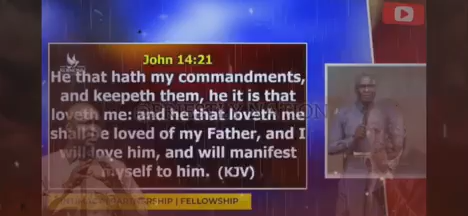 John 14:21
He that hath my commandments,
and keepeth them, he it is that
loveth me: and he that loveth me
shall be loved of my Father, and I
will love him, and will manifest
myself to him. (KJV)
| FELLOWSHIP